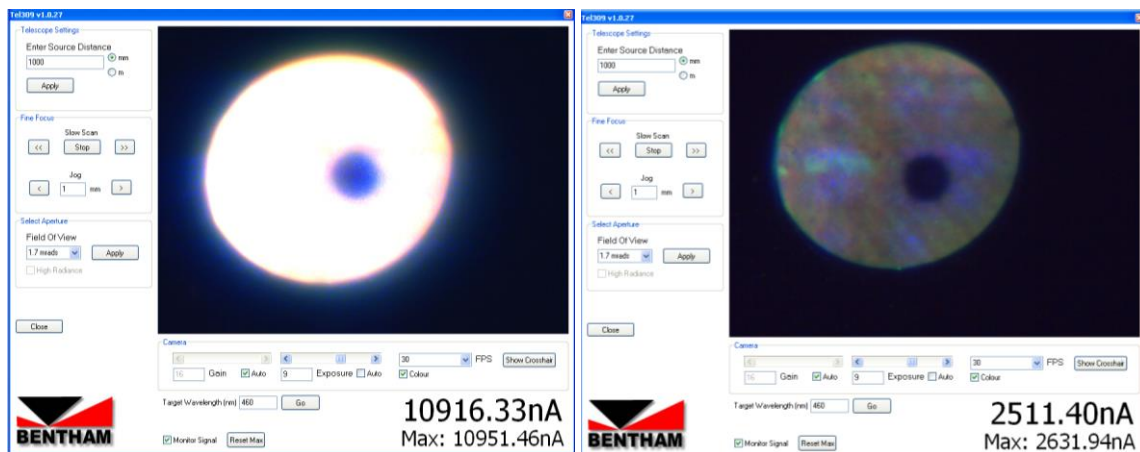 Tel309 v1.0.27
Telescope Settings
Enter Source Distance
1000
mm
m
Apply
Fine Focus
Slow Scan
<< Stop >>
Jog
< 1 mm >
Select Aperture
Field Of View
1.7 mrads Apply
High Radiance
Close
Camera
16 Gain Auto 9 Exposure Auto 30 FPS Colour Show Crosshair
Target Wavelength (nm) 460 Go
10916.33nA
Max: 10951.46nA
BENTHAM
Monitor Signal Reset Max
Tel309 v1.0.27
Telescope Settings
Enter Source Distance
1000
mm
m
Apply
Fine Focus
Slow Scan
<< Stop >>
Jog
< 1 mm >
Select Aperture
Field Of View
1.7 mrads Apply
High Radiance
Close
Camera
16 Gain Auto 9 Exposure Auto 30 FPS Colour Show Crosshair
Target Wavelength (nm) 460 Go
2511.40nA
Max: 2631.94nA
BENTHAM
Monitor Signal Reset Max